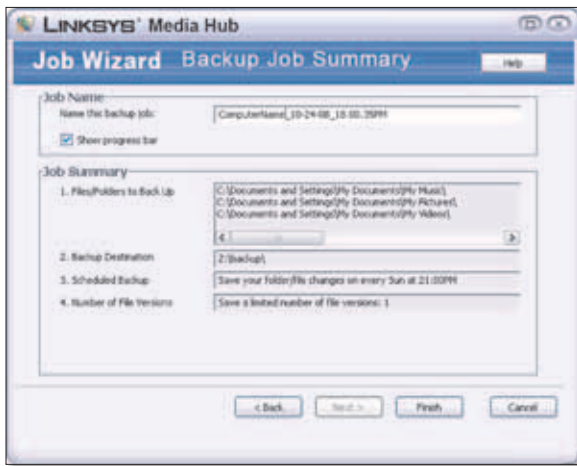 LINKSYS' Media Hub
Job Wizard Backup Job Summary
Help
Job Name
Name this backup job:
ComputerName_10-24-08_18.00.35PM
Show progress bar
Job Summary
1. Files/Folders to Back Up
C:\Documents and Settings\My Documents\My Music\
C:\Documents and Settings\My Documents\My Pictures\
C:\Documents and Settings\My Documents\My Videos\
2. Backup Destination
Z:\Backup\
3. Scheduled Backup
Save your folder/file changes on every Sun at 21:00PM
4. Number of File Versions
Save a limited number of file versions: 1
< Back
Next >
Finish
Cancel